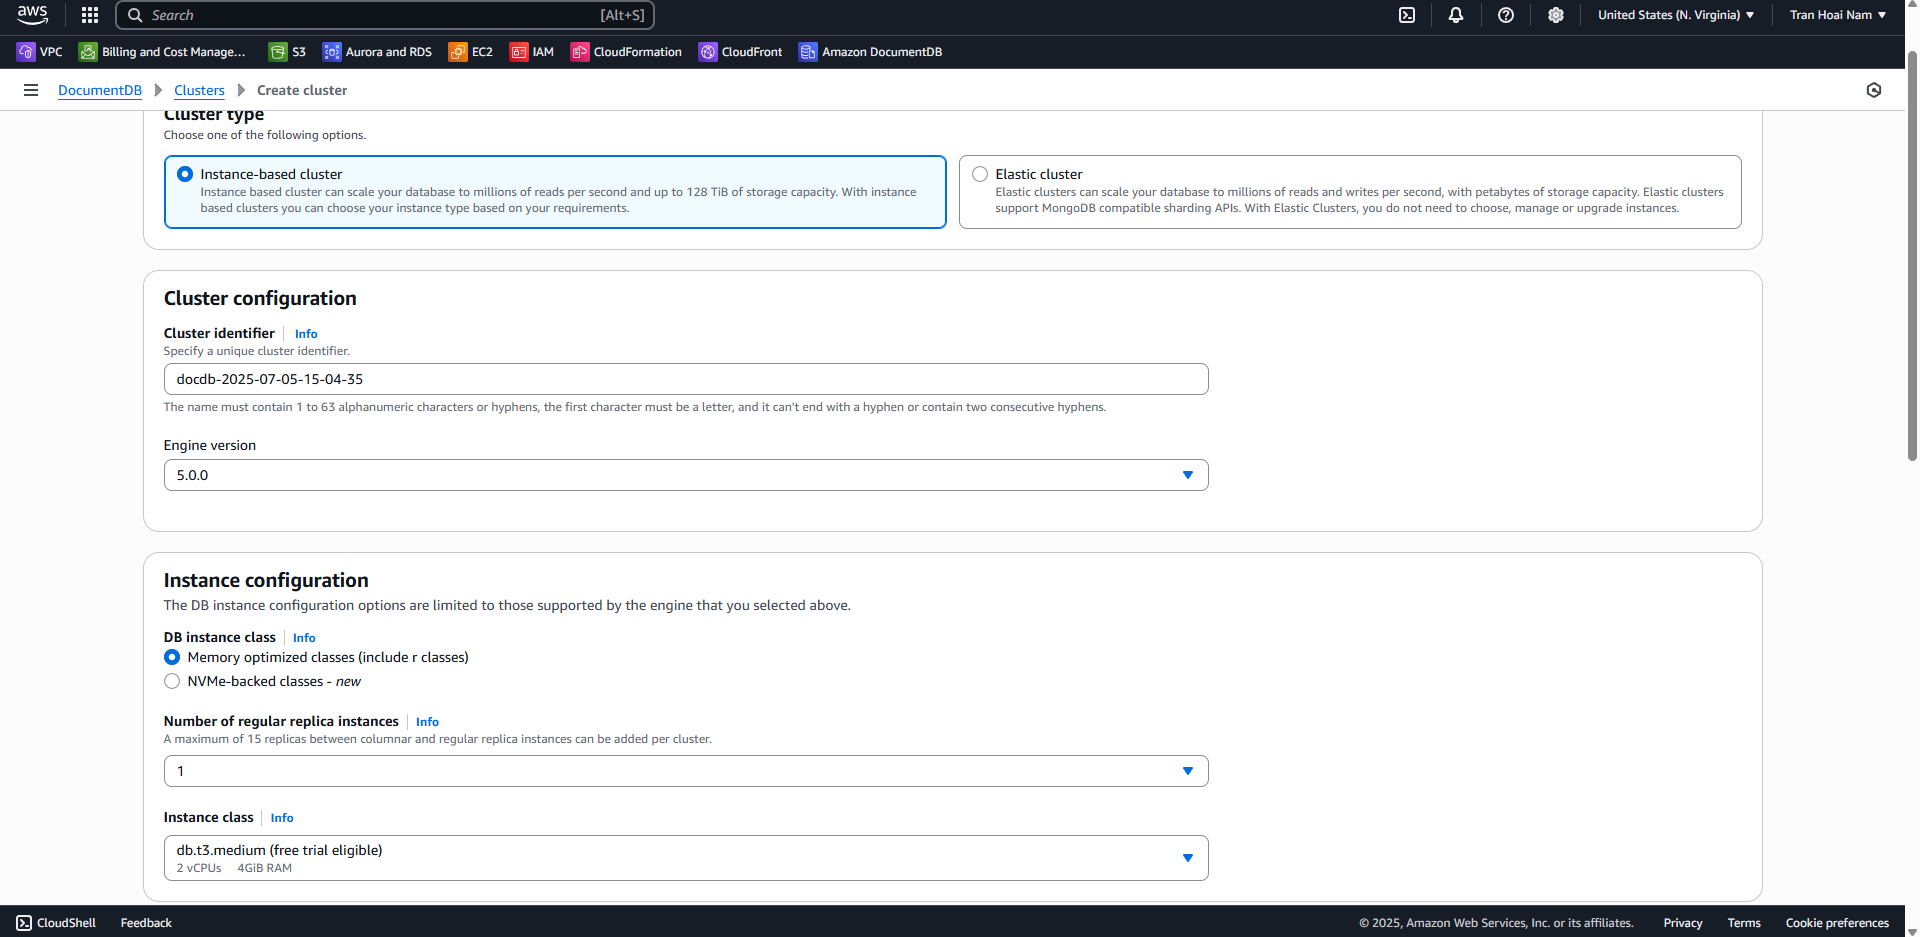 aws
Search [Alt+S]
United States (N. Virginia)
Tran Hoai Nam
VPC
Billing and Cost Manage...
S3
Aurora and RDS
EC2
IAM
CloudFormation
CloudFront
Amazon DocumentDB
DocumentDB
Clusters
Create cluster
Cluster type
Choose one of the following options.
Instance-based cluster
Instance based cluster can scale your database to millions of reads per second and up to 128 TiB of storage capacity. With instance
based clusters you can choose your instance type based on your requirements.
Elastic cluster
Elastic clusters can scale your database to millions of reads and writes per second, with petabytes of storage capacity. Elastic clusters
support MongoDB compatible sharding APIs. With Elastic Clusters, you do not need to choose, manage or upgrade instances.
Cluster configuration
Cluster identifier Info
Specify a unique cluster identifier.
docdb-2025-07-05-15-04-35
The name must contain 1 to 63 alphanumeric characters or hyphens, the first character must be a letter, and it can't end with a hyphen or contain two consecutive hyphens.
Engine version
5.0.0
Instance configuration
The DB instance configuration options are limited to those supported by the engine that you selected above.
DB instance class Info
Memory optimized classes (include r classes)
NVMe-backed classes - new
Number of regular replica instances Info
A maximum of 15 replicas between columnar and regular replica instances can be added per cluster.
1
Instance class Info
db.t3.medium (free trial eligible)
2 vCPUs 4GiB RAM
CloudShell
Feedback
© 2025, Amazon Web Services, Inc. or its affiliates.
Privacy
Terms
Cookie preferences